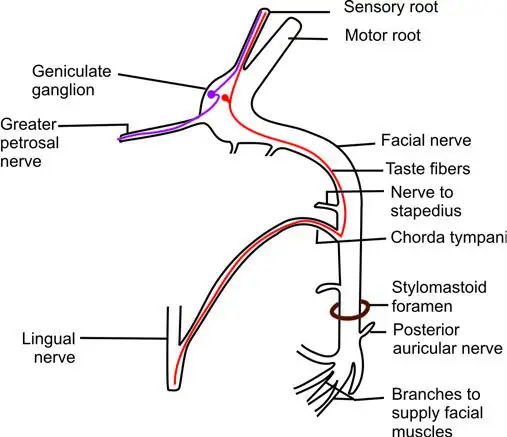 Sensory root
Motor root
Geniculate
ganglion
Greater
petrosal
nerve
Facial nerve
Taste fibers
Nerve to
stapedius
Chorda tympani
Stylomastoid
foramen
Lingual
nerve
Posterior
auricular nerve
Branches to
supply facial
muscles